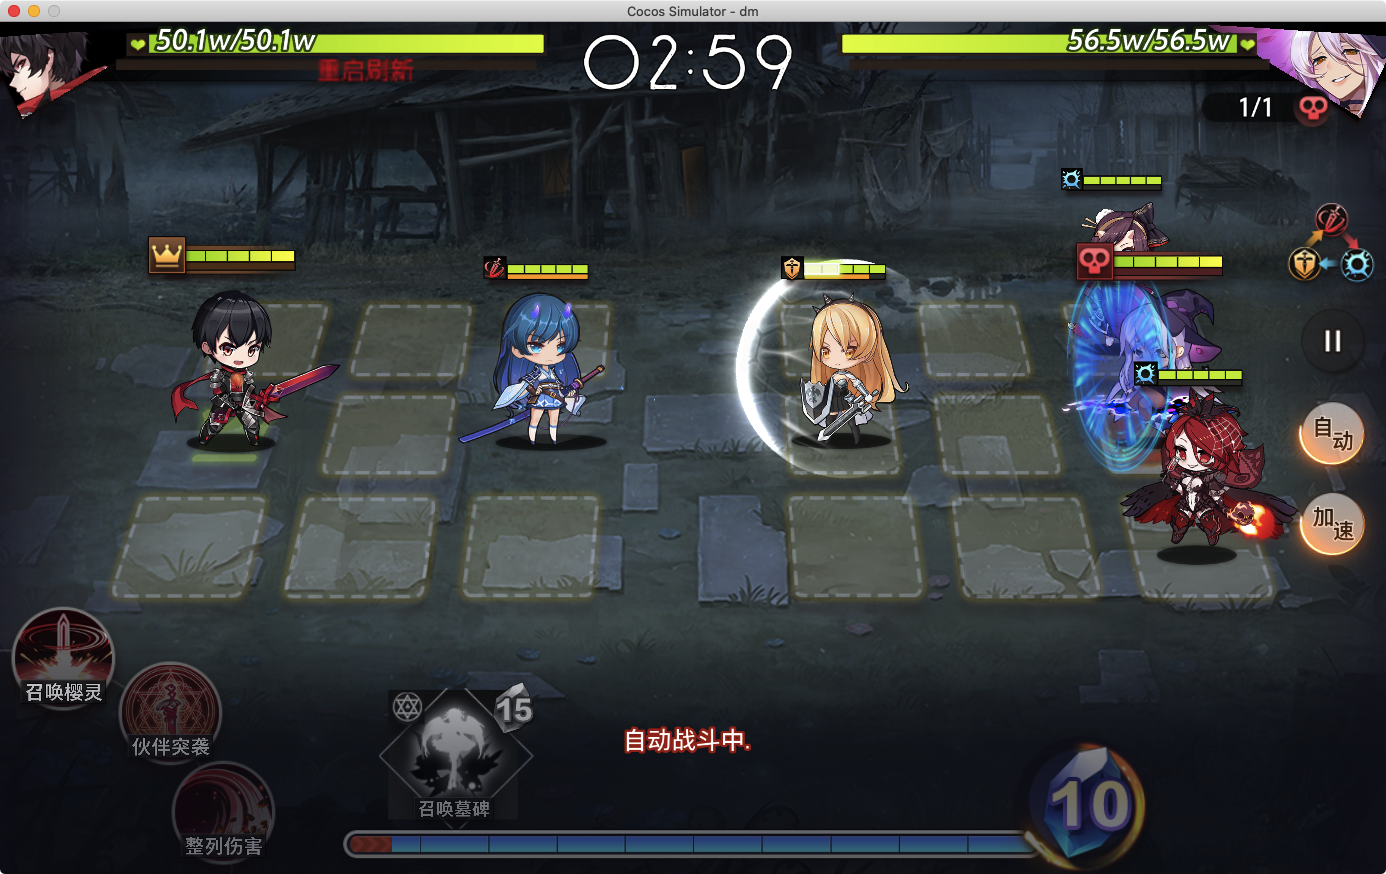 Cocos Simulator - dm
50.1w/50.1w
02:59
56.5w/56.5w
重启刷新
1/1
自动
加速
召唤樱灵
伙伴突袭
整列伤害
15
召唤墓碑
自动战斗中.
10